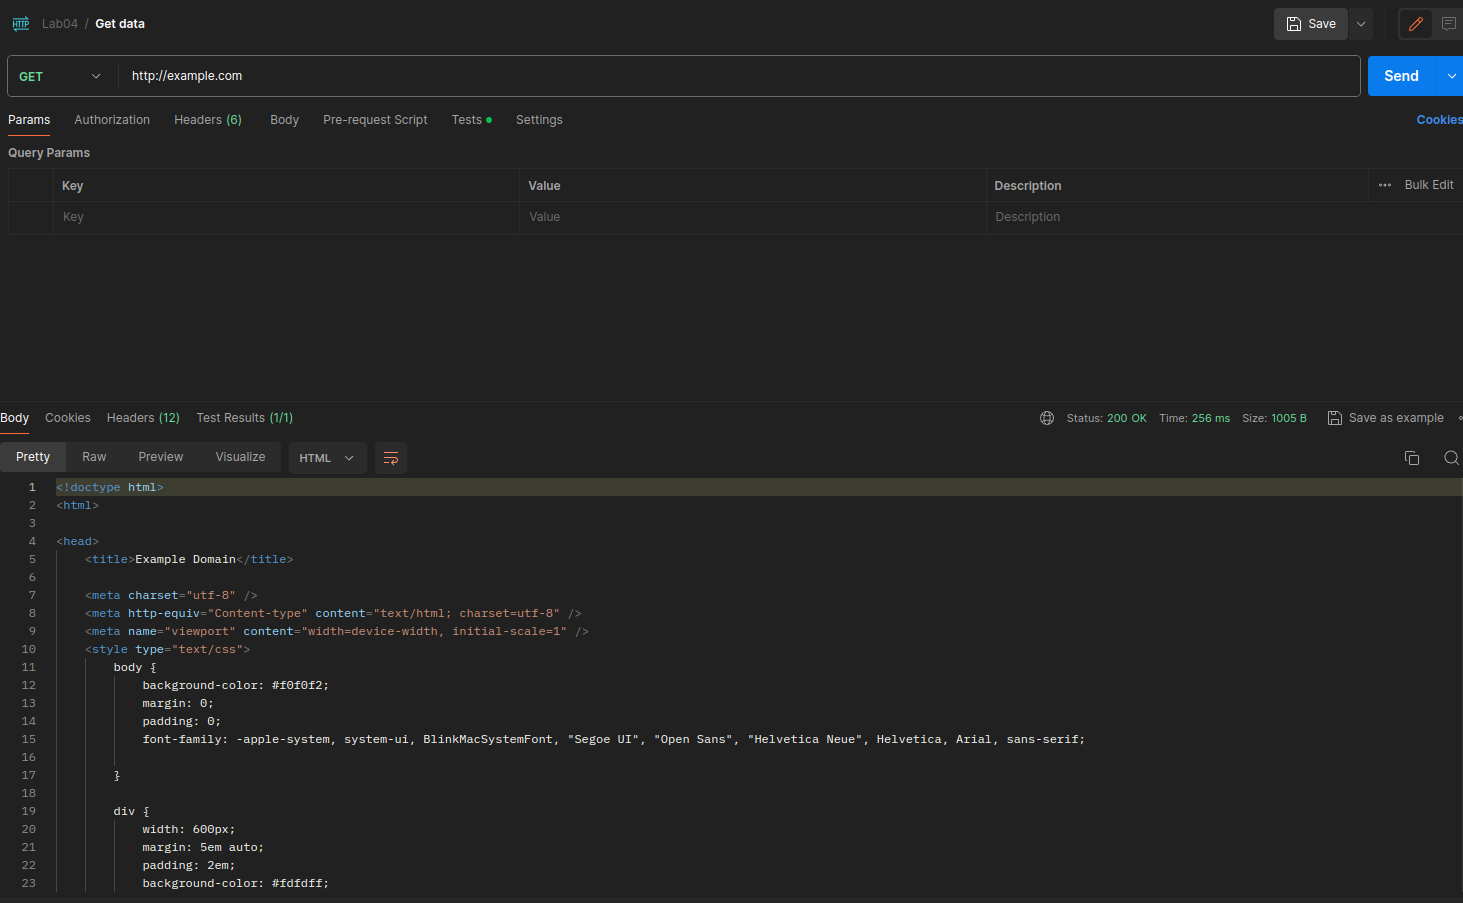 HTTP Lab04 / Get data Save
GET http://example.com Send
Params Authorization Headers (6) Body Pre-request Script Tests Settings Cookies
Query Params
Key Value Description ••• Bulk Edit
Key Value Description
Body Cookies Headers (12) Test Results (1/1) Status: 200 OK Time: 256 ms Size: 1005 B Save as example
Pretty Raw Preview Visualize HTML
1 <!doctype html>
2 <html>
3
4 <head>
5 <title>Example Domain</title>
6
7 <meta charset="utf-8" />
8 <meta http-equiv="Content-type" content="text/html; charset=utf-8" />
9 <meta name="viewport" content="width=device-width, initial-scale=1" />
10 <style type="text/css">
11 body {
12 background-color: #f0f0f2;
13 margin: 0;
14 padding: 0;
15 font-family: -apple-system, system-ui, BlinkMacSystemFont, "Segoe UI", "Open Sans", "Helvetica Neue", Helvetica, Arial, sans-serif;
16
17 }
18
19 div {
20 width: 600px;
21 margin: 5em auto;
22 padding: 2em;
23 background-color: #fdfdff;